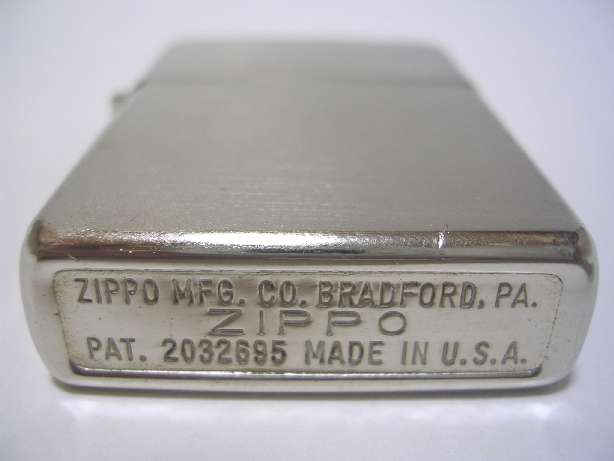 ZIPPO MFG. CO. BRADFORD, PA.
ZIPPO
PAT. 2032695 MADE IN U.S.A.